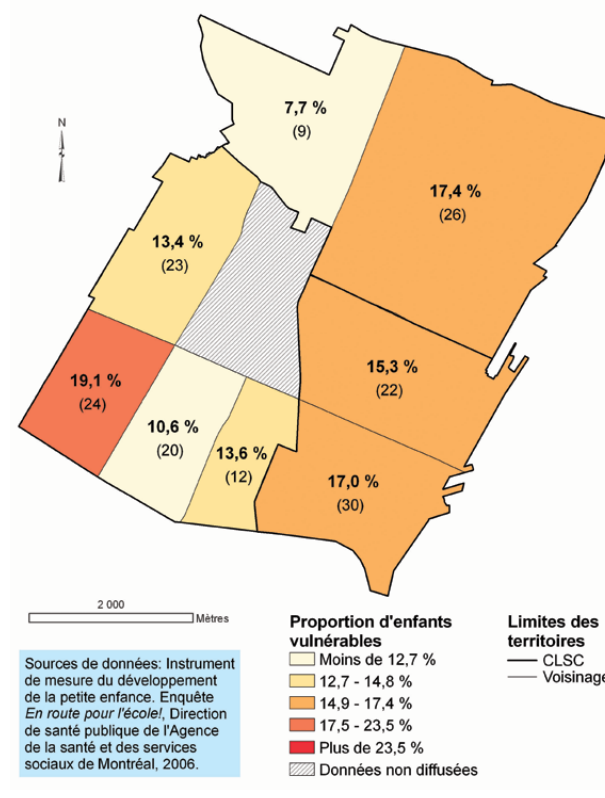 7,7 %
(9)
N
17,4 %
(26)
13,4 %
(23)
15,3 %
(22)
19,1 %
(24)
10,6 %
(20)
13,6 %
(12)
17,0 %
(30)
2 000
Mètres
Proportion d'enfants
vulnérables
Moins de 12,7 %
12,7 - 14,8 %
14,9 - 17,4 %
17,5 - 23,5 %
Plus de 23,5 %
Données non diffusées
Limites des
territoires
CLSC
Voisinage
Sources de données: Instrument
de mesure du développement
de la petite enfance. Enquête
En route pour l'école!, Direction
de santé publique de l'Agence
de la santé et des services
sociaux de Montréal, 2006.